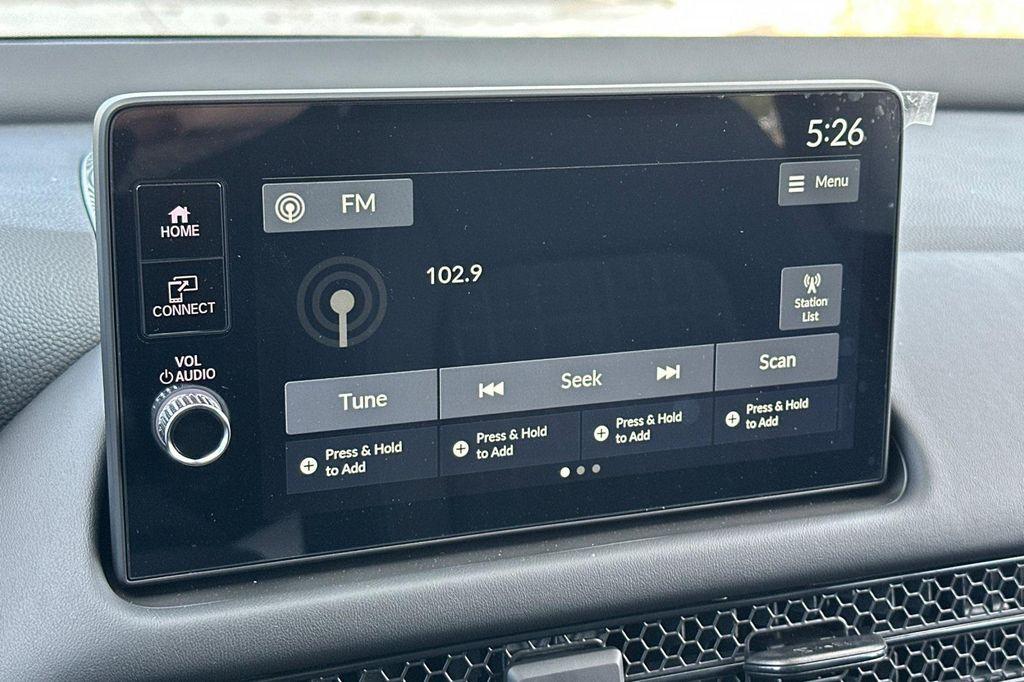 5:26
FM
Menu
HOME
102.9
CONNECT
Station
List
VOL
AUDIO
Tune
Seek
Scan
Press & Hold
to Add
Press & Hold
to Add
Press & Hold
to Add
Press & Hold
to Add